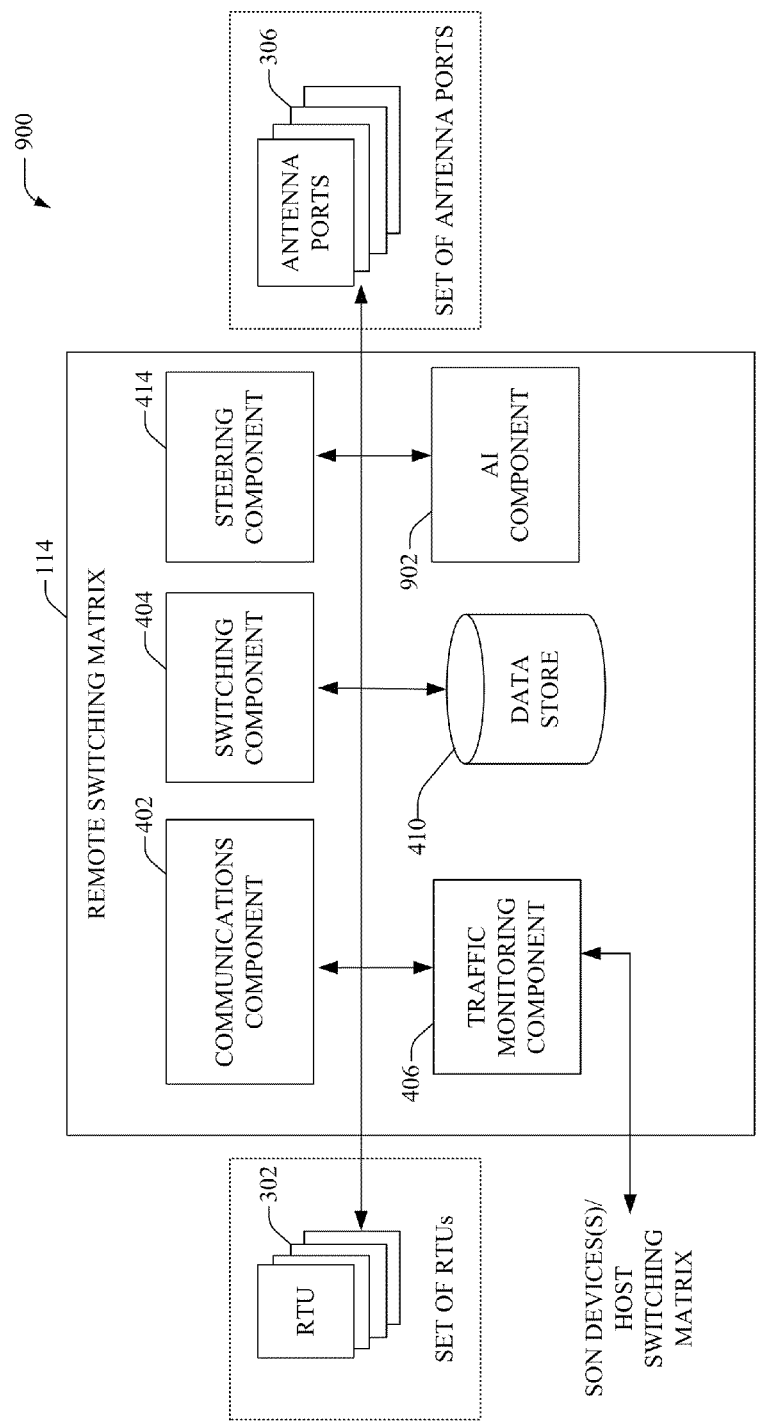 900
114
REMOTE SWITCHING MATRIX
402
COMMUNICATIONS
COMPONENT
404
SWITCHING
COMPONENT
414
STEERING
COMPONENT
302
RTU
SET OF RTUs
306
ANTENNA
PORTS
SET OF ANTENNA PORTS
406
TRAFFIC
MONITORING
COMPONENT
410
DATA
STORE
902
AI
COMPONENT
SON DEVICES(S)/
HOST
SWITCHING
MATRIX